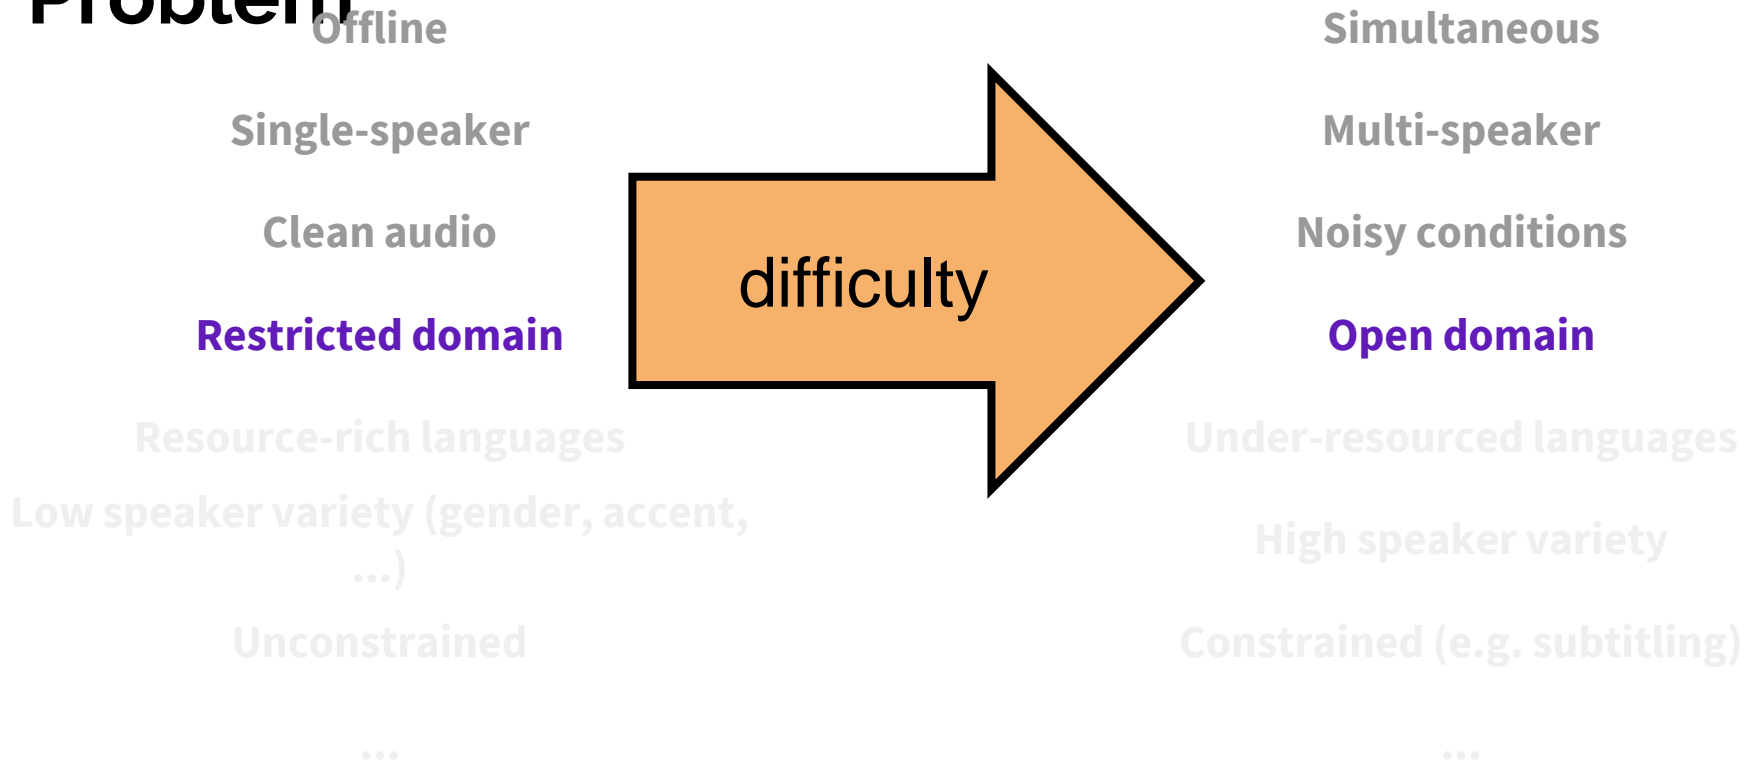 Problem
Offline
Simultaneous
Single-speaker
Multi-speaker
Clean audio
Noisy conditions
difficulty
Restricted domain
Open domain
Resource-rich languages
Under-resourced languages
Low speaker variety (gender, accent,
...)
High speaker variety
Unconstrained
Constrained (e.g. subtitling)
...
...